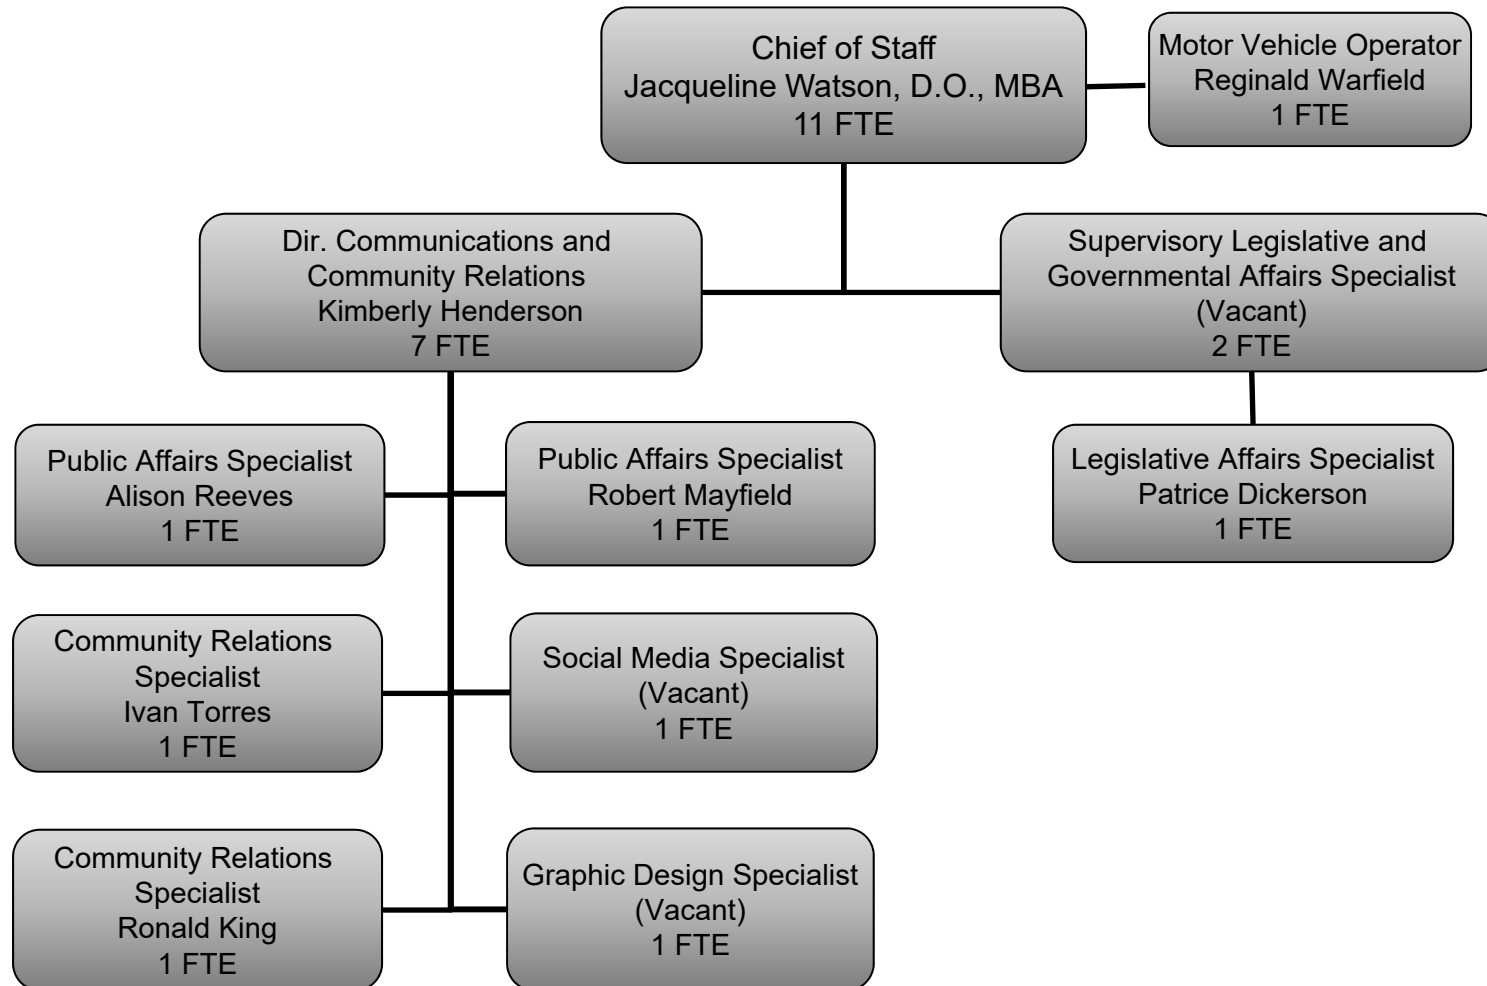 Chief of Staff
Jacqueline Watson, D.O., MBA
11 FTE
Motor Vehicle Operator
Reginald Warfield
1 FTE
Dir. Communications and
Community Relations
Kimberly Henderson
7 FTE
Supervisory Legislative and
Governmental Affairs Specialist
(Vacant)
2 FTE
Public Affairs Specialist
Alison Reeves
1 FTE
Public Affairs Specialist
Robert Mayfield
1 FTE
Legislative Affairs Specialist
Patrice Dickerson
1 FTE
Community Relations
Specialist
Ivan Torres
1 FTE
Social Media Specialist
(Vacant)
1 FTE
Community Relations
Specialist
Ronald King
1 FTE
Graphic Design Specialist
(Vacant)
1 FTE